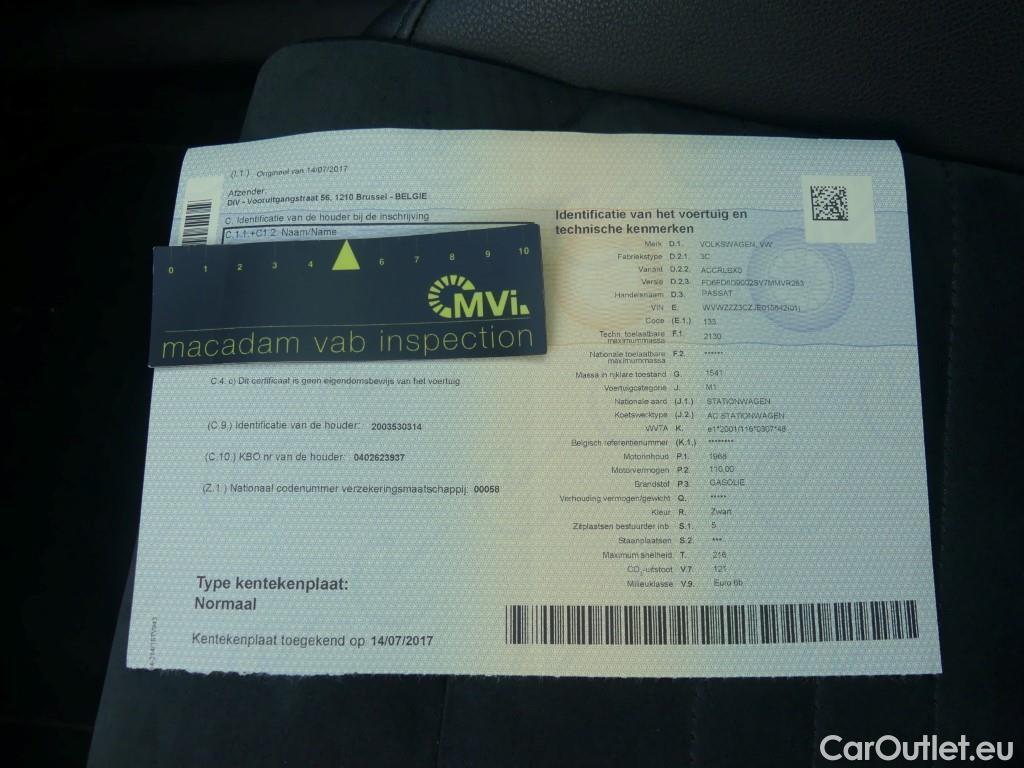 (I.1.) Origineel van 14/07/2017
Afzender:
DIV - Vooruitgangstraat 56, 1210 Brussel - BELGIE
C. Identificatie van de houder bij de inschrijving
C.1.1.+C1.2. Naam/Name
0 1 2 3 4 6 7 8 9 10
MVi.
macadam vab inspection
C.4. c) Dit certificaat is geen eigendomsbewijs van het voertuig
(C.9.) Identificatie van de houder: 2003530314
(C.10.) KBO nr van de houder: 0402623937
(Z.1.) Nationaal codenummer verzekeringsmaatschappij: 00058
Type kentekenplaat:
Normaal
Kentekenplaat toegekend op 14/07/2017
Identificatie van het voertuig en
technische kenmerken
Merk D.1. VOLKSWAGEN, VW
Fabriekstype D.2.1. 3C
Variant D.2.2. ACCRLBX0
Versie D.2.3.
Handelsnaam D.3. PASSAT
VIN E.
Code (E.1.) 133
Techn. toelaatbare maximummassa F.1. 2130
Nationale toelaatbare maximummassa F.2. ******
Massa in rijklare toestand G. 1541
Voertuigcategorie J. M1
Nationale aard (J.1.) STATIONWAGEN
Koetswerktype (J.2.) AC STATIONWAGEN
WVTA K. e1*2001/116*0307*48
Belgisch referentienummer (K.1.) ********
Motorinhoud P.1. 1968
Motorvermogen P.2. 110,00
Brandstof P.3. GASOLIE
Verhouding vermogen/gewicht Q. *****
Kleur R. Zwart
Zitplaatsen bestuurder inb. S.1. 5
Staanplaatsen S.2. ***
Maximum snelheid T. 216
CO₂-uitstoot V.7. 121
Milieuklasse V.9. Euro 6b
CarOutlet.eu